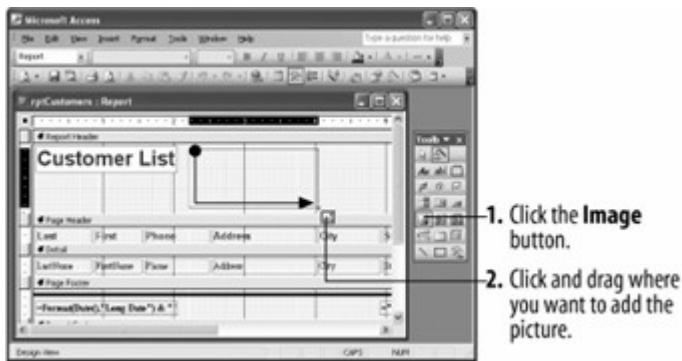 Microsoft Access
File Edit View Insert Format Tools Window Help Type a question for help
Report
rptCustomers : Report
Report Header
Customer List
Page Header
Last First Phone Address City
Detail
LastName FirstName Phone Address City
Page Footer
=Format(Date(),"Long Date") & "
Design view CAPS NUM
Toolb
1. Click the Image
button.
2. Click and drag where
you want to add the
picture.